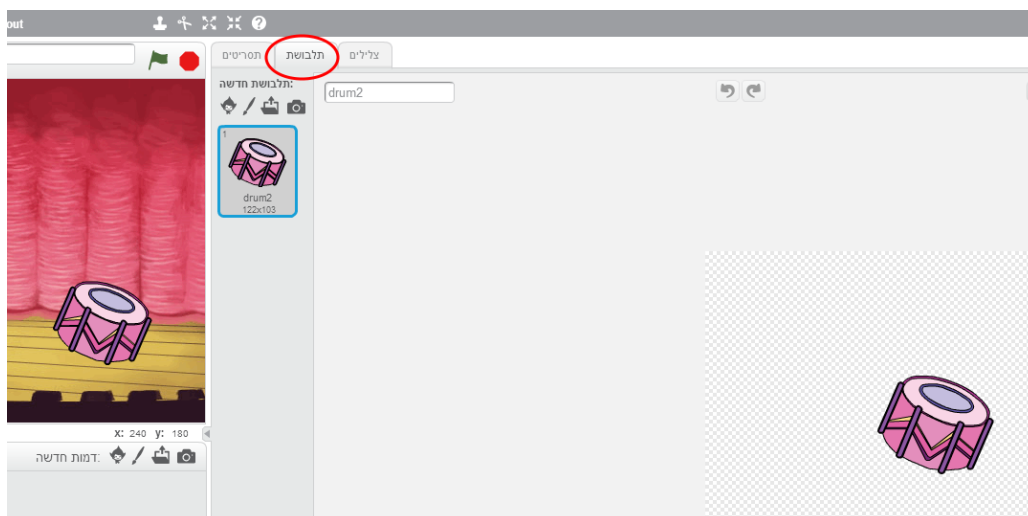 out
תסריטים
תלבושת
צלילים
תלבושת חדשה:
drum2
1
drum2
122x103
x: 240 y: 180
דמות חדשה: